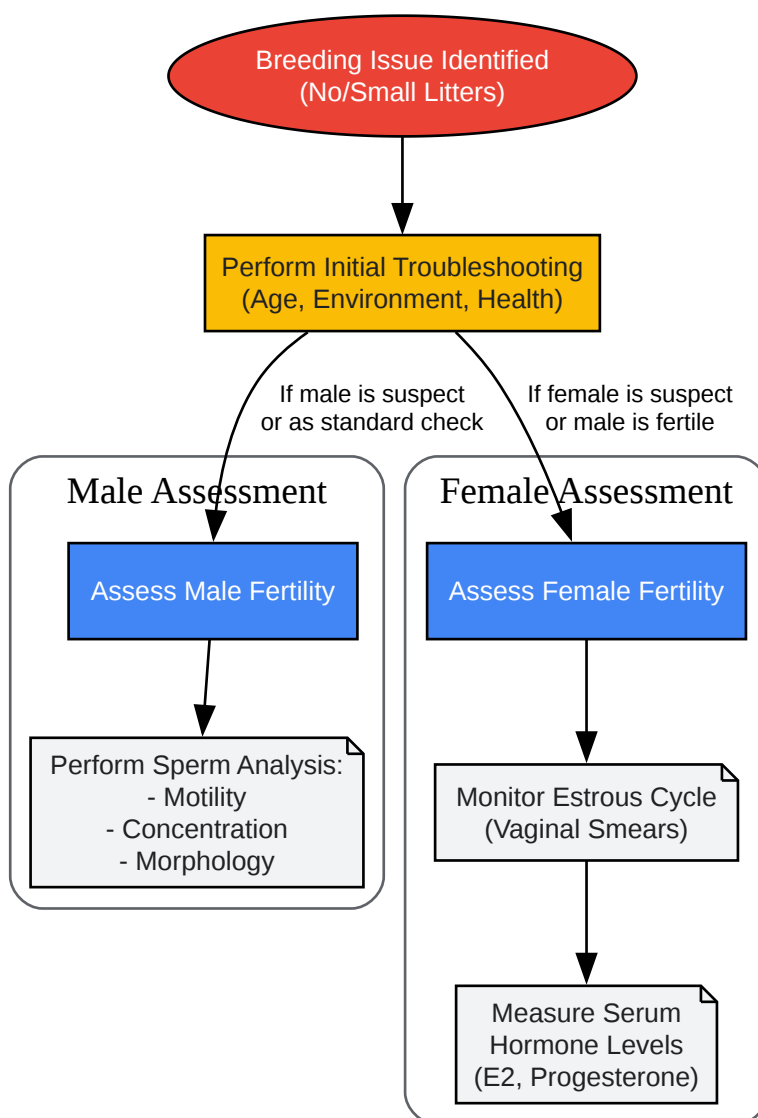 Breeding Issue Identified
(No/Small Litters)
Perform Initial Troubleshooting
(Age, Environment, Health)
If male is suspect
or as standard check
If female is suspect
or male is fertile
Male Assessment
Assess Male Fertility
Perform Sperm Analysis:
- Motility
- Concentration
- Morphology
Female Assessment
Assess Female Fertility
Monitor Estrous Cycle
(Vaginal Smears)
Measure Serum
Hormone Levels
(E2, Progesterone)